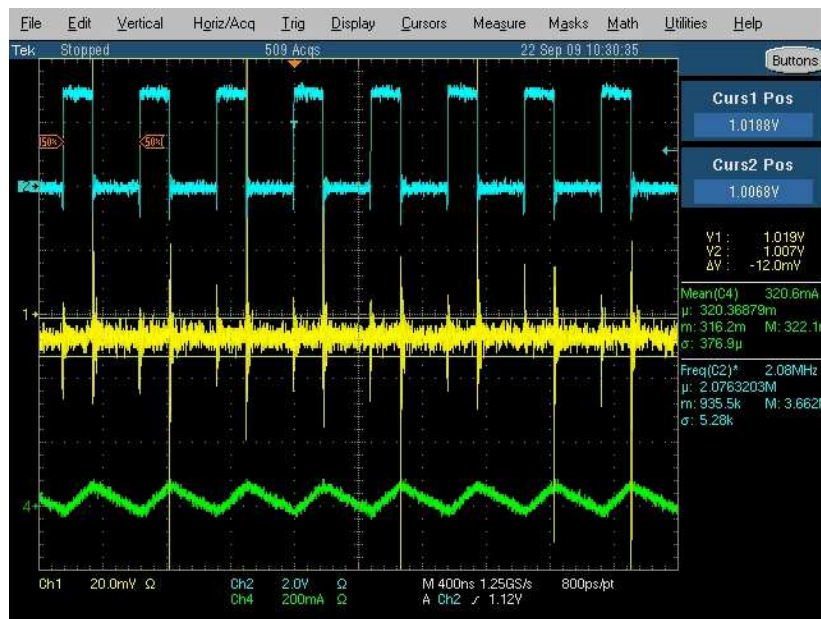 File Edit Vertical Horiz/Acq Trig Display Cursors Measure Masks Math Utilities Help
Tek Stopped 509 Acqs 22 Sep 09 10:30:35
Buttons
Curs1 Pos
1.0188V
Curs2 Pos
1.0068V
V1 : 1.019V
V2 : 1.007V
ΔV : -12.0mV
Mean(C4) 320.6mA
µ: 320.36879m
m: 316.2m M: 322.1
σ: 376.9µ
Freq(C2)* 2.08MHz
µ: 2.0763203M
m: 935.5k M: 3.662
σ: 5.28k
50% 50%
T
2
1
4
Ch1 20.0mV Ω Ch2 2.0V Ω M 400ns 1.25GS/s 800ps/pt
Ch4 200mA Ω A Ch2 ∕ 1.12V